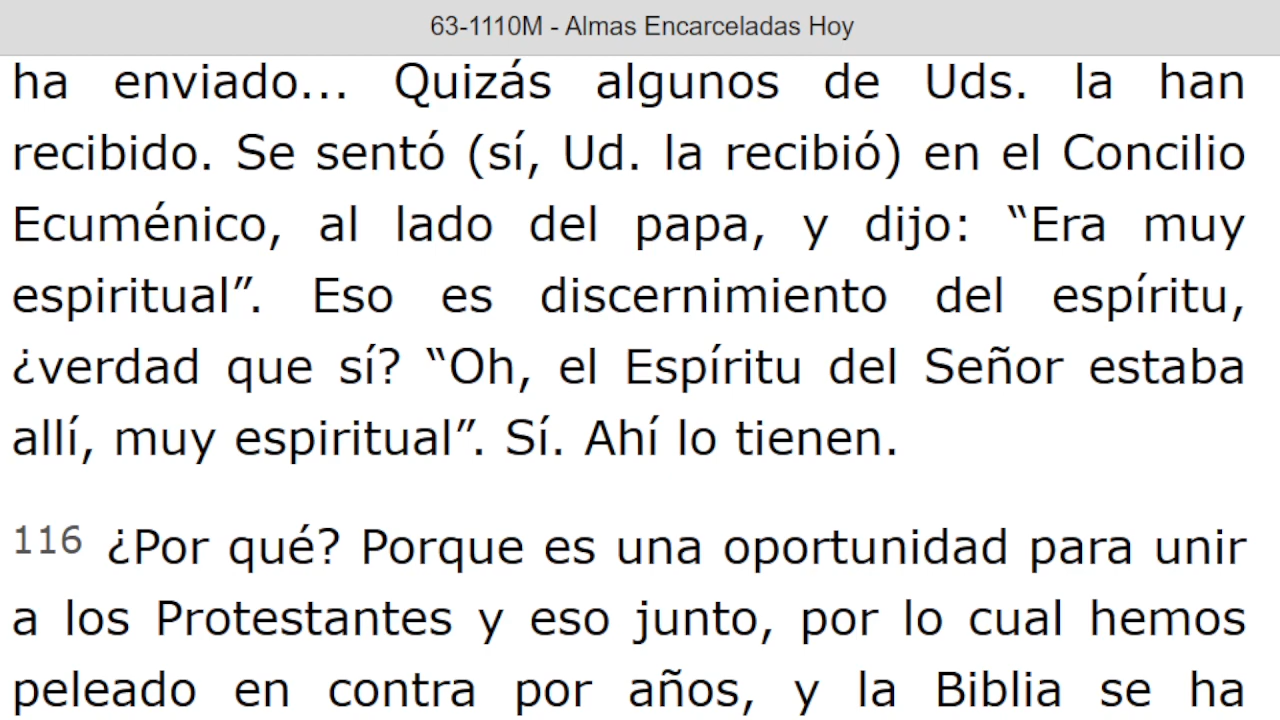 63-1110M - Almas Encarceladas Hoy
ha enviado... Quizás algunos de Uds. la han
recibido. Se sentó (sí, Ud. la recibió) en el Concilio
Ecuménico, al lado del papa, y dijo: “Era muy
espiritual”. Eso es discernimiento del espíritu,
¿verdad que sí? “Oh, el Espíritu del Señor estaba
allí, muy espiritual”. Sí. Ahí lo tienen.
116 ¿Por qué? Porque es una oportunidad para unir
a los Protestantes y eso junto, por lo cual hemos
peleado en contra por años, y la Biblia se ha